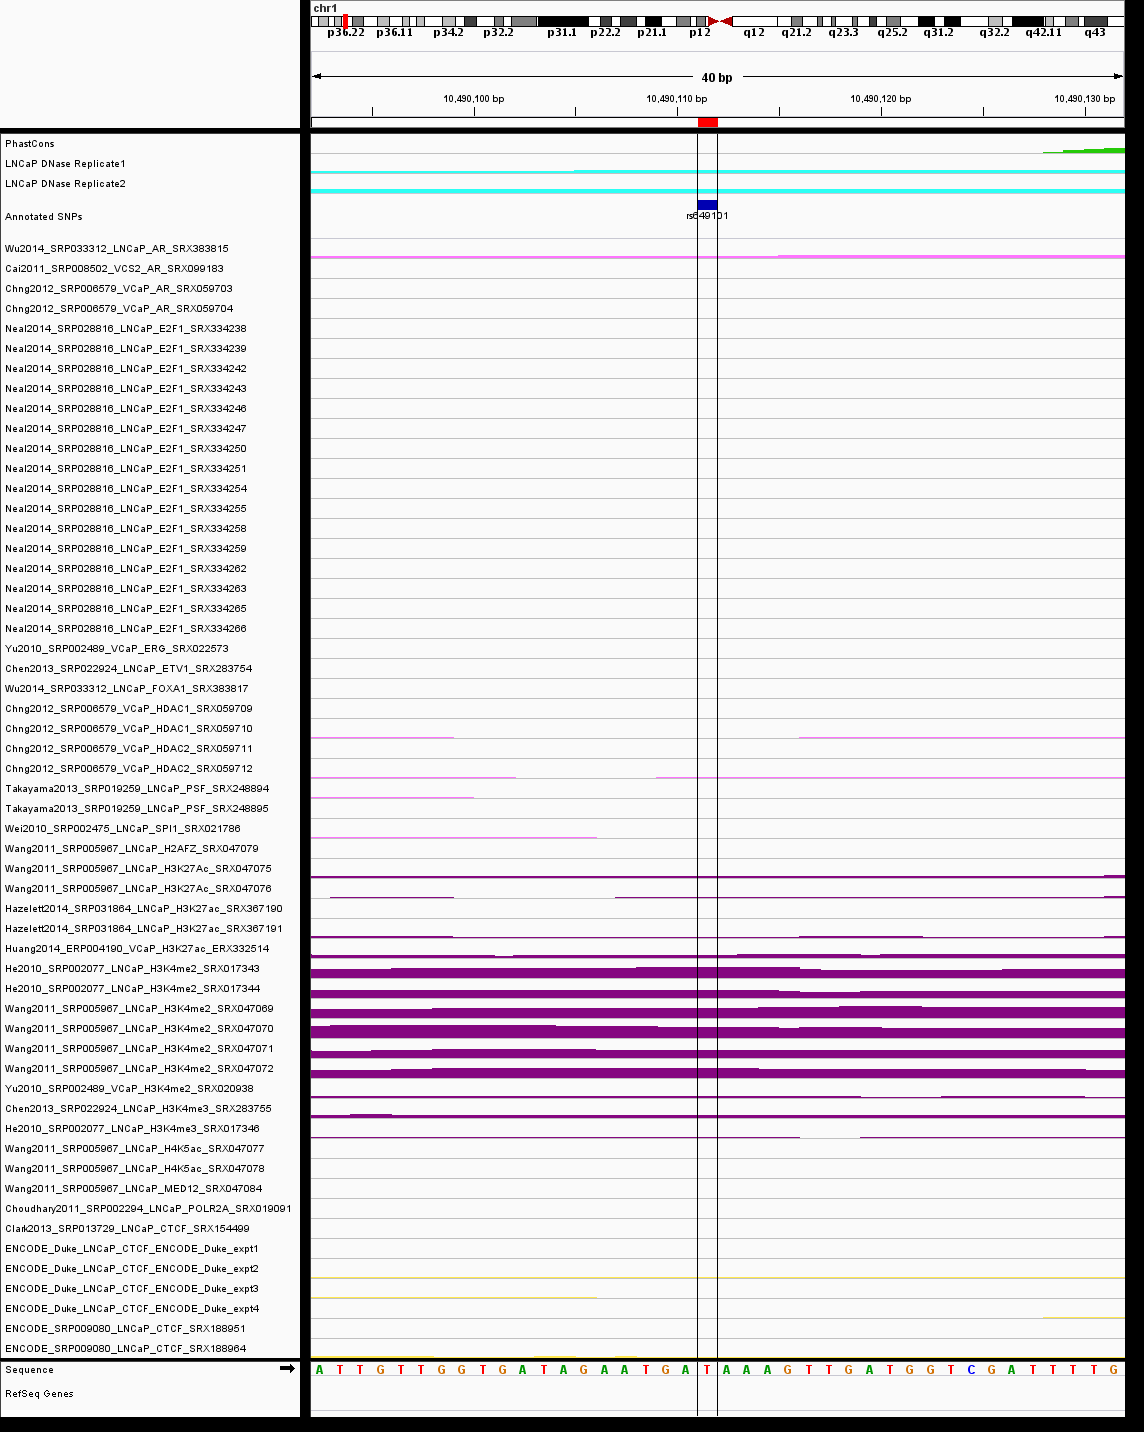 chr1
p36.22 p36.11 p34.2 p32.2 p31.1 p22.2 p21.1 p12 q12 q21.2 q23.3 q25.2 q31.2 q32.2 q42.11 q43
40 bp
10,490,100 bp 10,490,110 bp 10,490,120 bp 10,490,130 bp
PhastCons
LNCaP DNase Replicate1
LNCaP DNase Replicate2
Annotated SNPs
rs649101
Wu2014_SRP033312_LNCaP_AR_SRX383815
Cai2011_SRP008502_VCS2_AR_SRX099183
Chng2012_SRP006579_VCaP_AR_SRX059703
Chng2012_SRP006579_VCaP_AR_SRX059704
Neal2014_SRP028816_LNCaP_E2F1_SRX334238
Neal2014_SRP028816_LNCaP_E2F1_SRX334239
Neal2014_SRP028816_LNCaP_E2F1_SRX334242
Neal2014_SRP028816_LNCaP_E2F1_SRX334243
Neal2014_SRP028816_LNCaP_E2F1_SRX334246
Neal2014_SRP028816_LNCaP_E2F1_SRX334247
Neal2014_SRP028816_LNCaP_E2F1_SRX334250
Neal2014_SRP028816_LNCaP_E2F1_SRX334251
Neal2014_SRP028816_LNCaP_E2F1_SRX334254
Neal2014_SRP028816_LNCaP_E2F1_SRX334255
Neal2014_SRP028816_LNCaP_E2F1_SRX334258
Neal2014_SRP028816_LNCaP_E2F1_SRX334259
Neal2014_SRP028816_LNCaP_E2F1_SRX334262
Neal2014_SRP028816_LNCaP_E2F1_SRX334263
Neal2014_SRP028816_LNCaP_E2F1_SRX334265
Neal2014_SRP028816_LNCaP_E2F1_SRX334266
Yu2010_SRP002489_VCaP_ERG_SRX022573
Chen2013_SRP022924_LNCaP_ETV1_SRX283754
Wu2014_SRP033312_LNCaP_FOXA1_SRX383817
Chng2012_SRP006579_VCaP_HDAC1_SRX059709
Chng2012_SRP006579_VCaP_HDAC1_SRX059710
Chng2012_SRP006579_VCaP_HDAC2_SRX059711
Chng2012_SRP006579_VCaP_HDAC2_SRX059712
Takayama2013_SRP019259_LNCaP_PSF_SRX248894
Takayama2013_SRP019259_LNCaP_PSF_SRX248895
Wei2010_SRP002475_LNCaP_SPI1_SRX021786
Wang2011_SRP005967_LNCaP_H2AFZ_SRX047079
Wang2011_SRP005967_LNCaP_H3K27Ac_SRX047075
Wang2011_SRP005967_LNCaP_H3K27Ac_SRX047076
Hazelett2014_SRP031864_LNCaP_H3K27ac_SRX367190
Hazelett2014_SRP031864_LNCaP_H3K27ac_SRX367191
Huang2014_ERP004190_VCaP_H3K27ac_ERX332514
He2010_SRP002077_LNCaP_H3K4me2_SRX017343
He2010_SRP002077_LNCaP_H3K4me2_SRX017344
Wang2011_SRP005967_LNCaP_H3K4me2_SRX047069
Wang2011_SRP005967_LNCaP_H3K4me2_SRX047070
Wang2011_SRP005967_LNCaP_H3K4me2_SRX047071
Wang2011_SRP005967_LNCaP_H3K4me2_SRX047072
Yu2010_SRP002489_VCaP_H3K4me2_SRX020938
Chen2013_SRP022924_LNCaP_H3K4me3_SRX283755
He2010_SRP002077_LNCaP_H3K4me3_SRX017346
Wang2011_SRP005967_LNCaP_H4K5ac_SRX047077
Wang2011_SRP005967_LNCaP_H4K5ac_SRX047078
Wang2011_SRP005967_LNCaP_MED12_SRX047084
Choudhary2011_SRP002294_LNCaP_POLR2A_SRX019091
Clark2013_SRP013729_LNCaP_CTCF_SRX154499
ENCODE_Duke_LNCaP_CTCF_ENCODE_Duke_expt1
ENCODE_Duke_LNCaP_CTCF_ENCODE_Duke_expt2
ENCODE_Duke_LNCaP_CTCF_ENCODE_Duke_expt3
ENCODE_Duke_LNCaP_CTCF_ENCODE_Duke_expt4
ENCODE_SRP009080_LNCaP_CTCF_SRX188951
ENCODE_SRP009080_LNCaP_CTCF_SRX188964
Sequence A T T G T T G G T G A T A G A A T G A T A A A G T T G A T G G T C G A T T T T G
RefSeq Genes